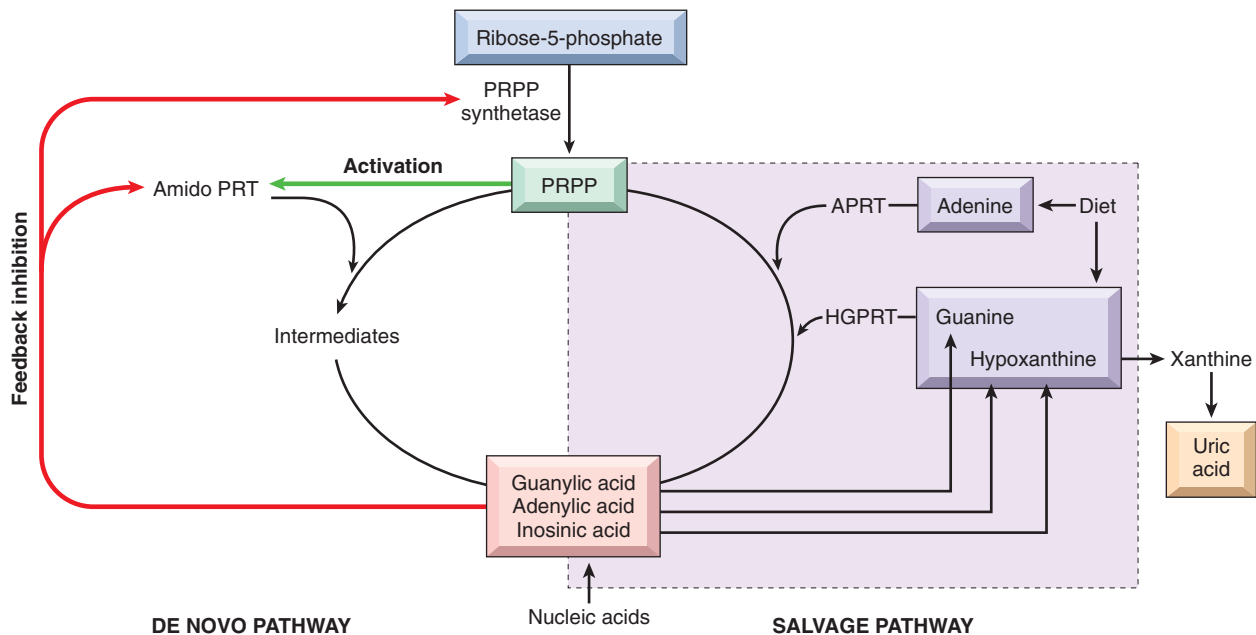 Ribose-5-phosphate
PRPP
synthetase
Activation
PRPP
Amido PRT
APRT
Adenine
Diet
Feedback inhibition
HGPRT
Guanine
Intermediates
Hypoxanthine
Xanthine
Uric
acid
Guanylic acid
Adenylic acid
Inosinic acid
Nucleic acids
DE NOVO PATHWAY
SALVAGE PATHWAY